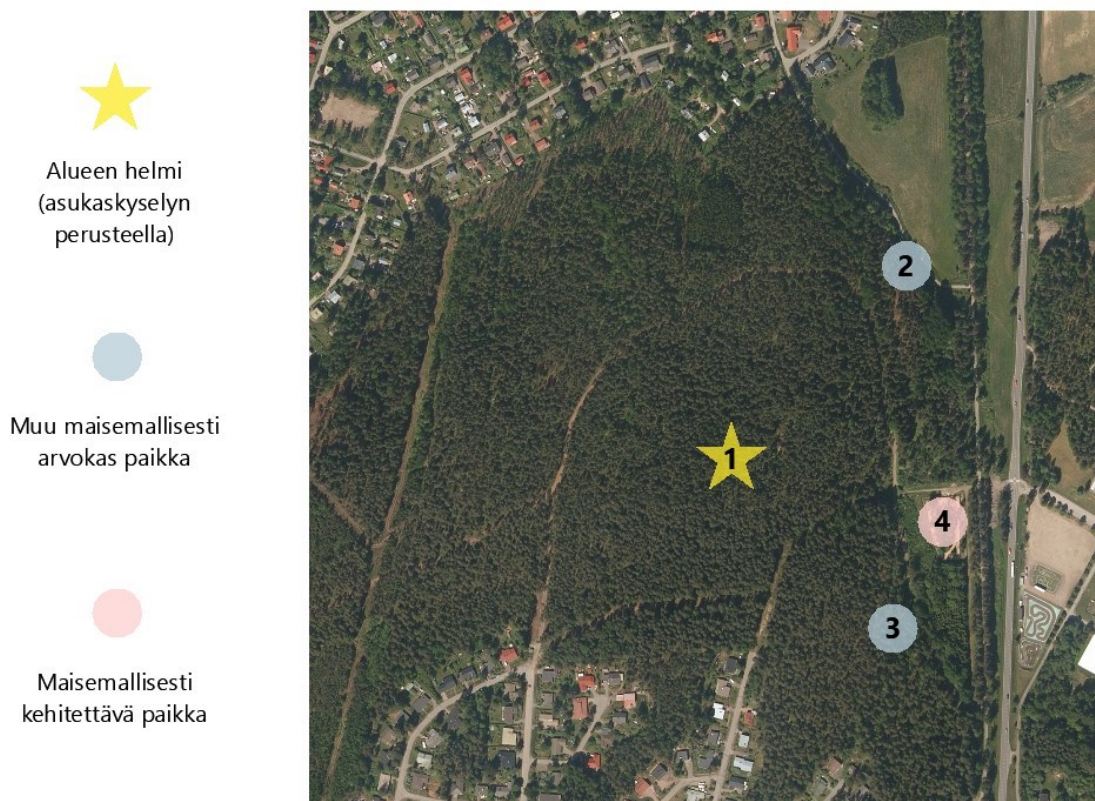 Alueen helmi
(asukaskyselyn
perusteella)
Muu maisemallisesti
arvokas paikka
Maisemallisesti
kehitettävä paikka
2
1
4
3